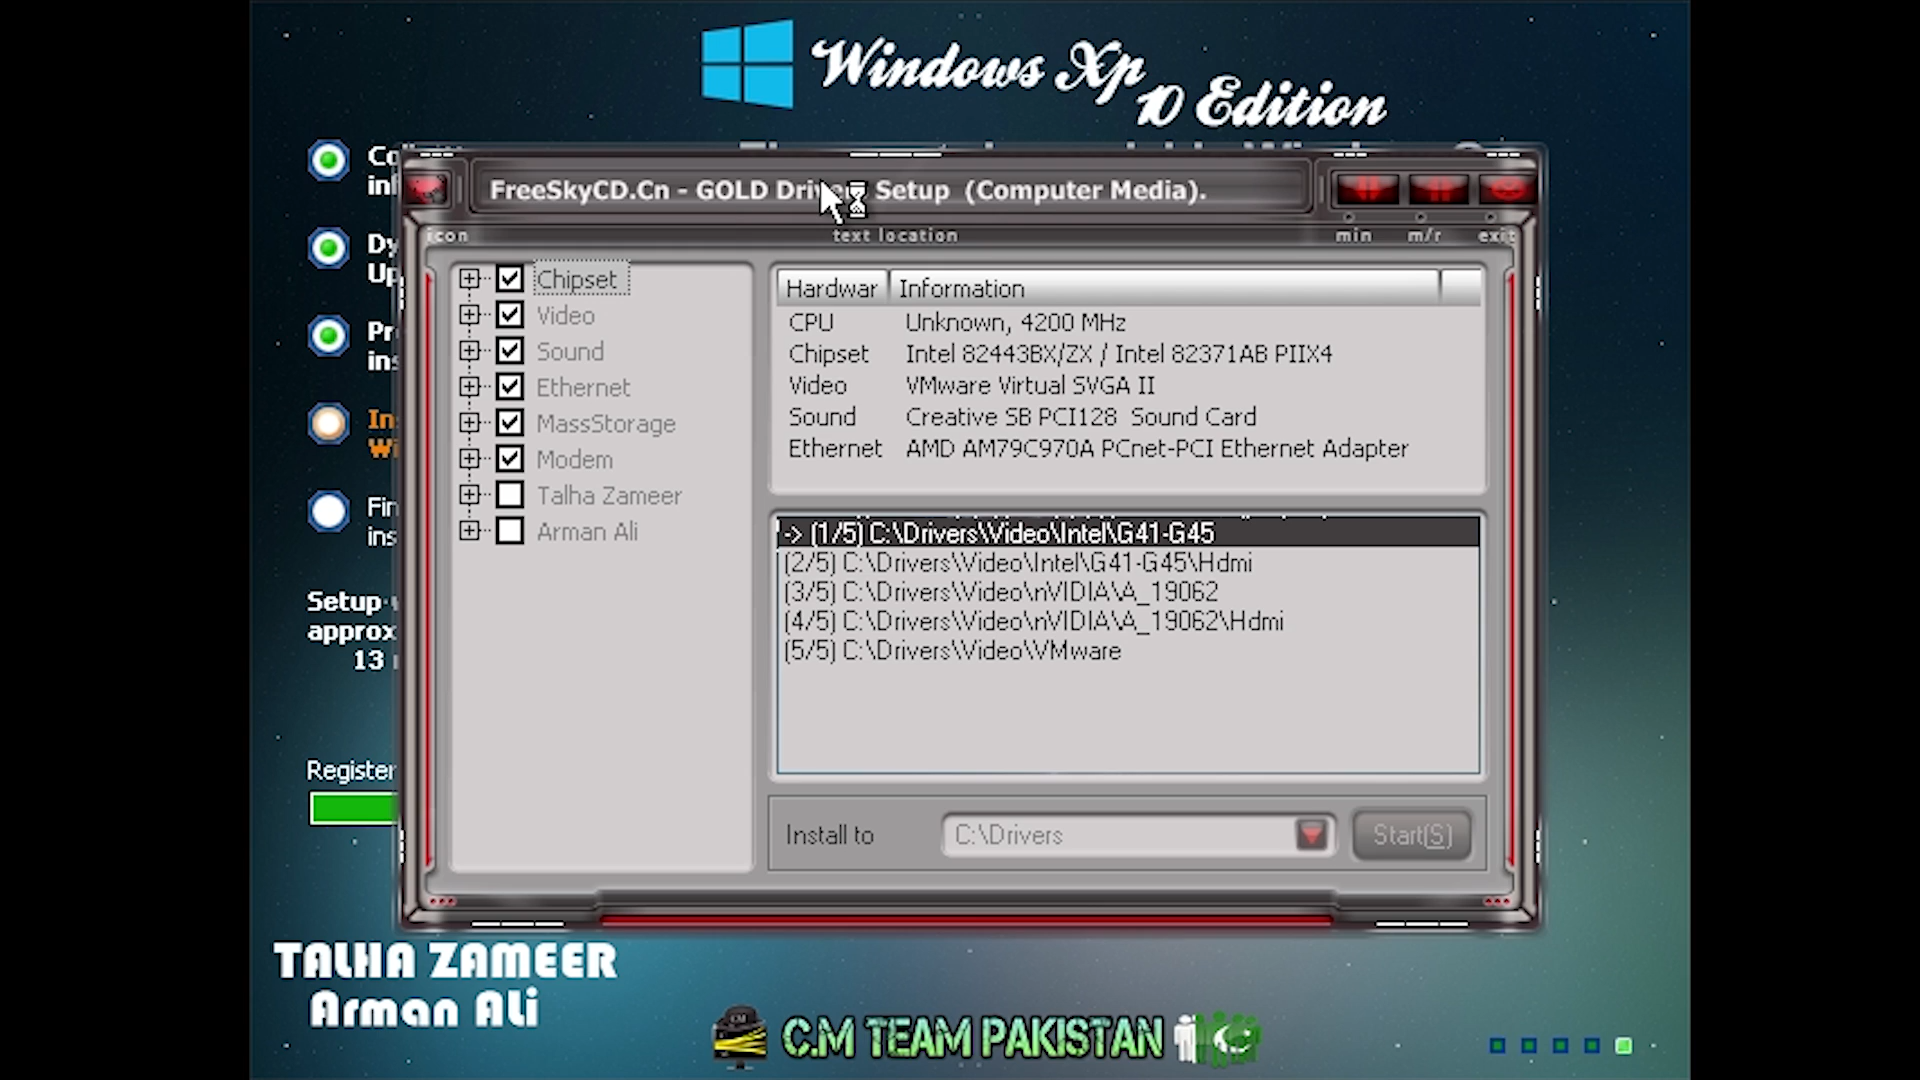 Windows Xp
10 Edition
FreeSkyCD.Cn - GOLD Setup (Computer Media).
icon
text location
min m/r exit
Chipset
Video
Sound
Ethernet
MassStorage
Modem
Talha Zameer
Arman Ali
Hardwar Information
CPU Unknown, 4200 MHz
Chipset Intel 82443BX/ZX / Intel 82371AB PIIX4
Video VMware Virtual SVGA II
Sound Creative SB PCI128 Sound Card
Ethernet AMD AM79C970A PCnet-PCI Ethernet Adapter
-> (1/5) C:\Drivers\Video\Intel\G41-G45
(2/5) C:\Drivers\Video\Intel\G41-G45\Hdmi
(3/5) C:\Drivers\Video\nVIDIA\A_19062
(4/5) C:\Drivers\Video\nVIDIA\A_19062\Hdmi
(5/5) C:\Drivers\Video\VMware
Install to C:\Drivers Start(S)
Setup
approx
13
Register
TALHA ZAMEER
Arman ALi
C.M TEAM PAKISTAN